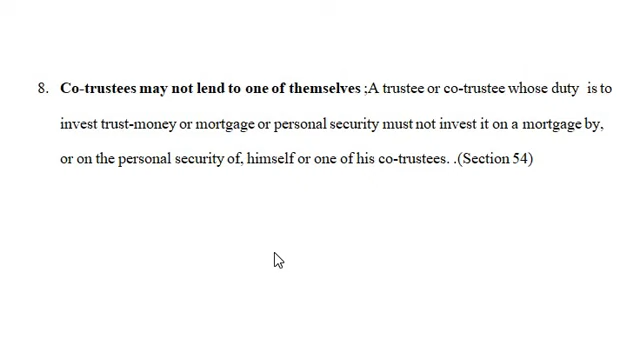 8. Co-trustees may not lend to one of themselves ;A trustee or co-trustee whose duty is to
invest trust-money or mortgage or personal security must not invest it on a mortgage by,
or on the personal security of, himself or one of his co-trustees. .(Section 54)